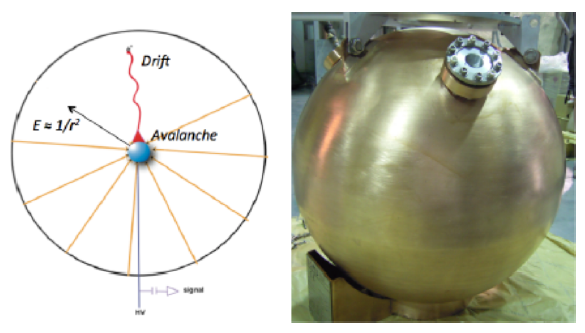 Drift
E ≈ 1/r²
Avalanche
signal
HV